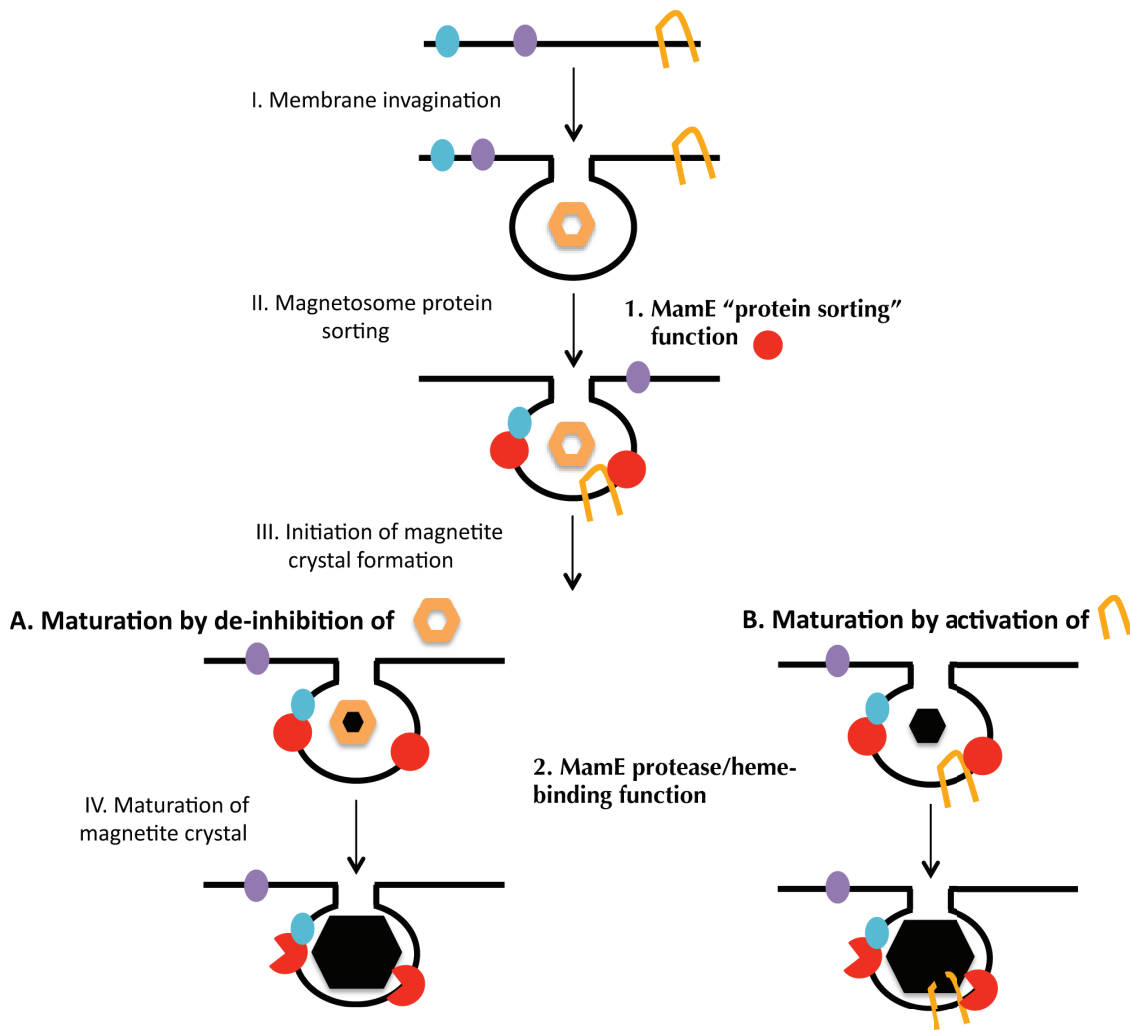 I. Membrane invagination
II. Magnetosome protein
sorting
1. MamE “protein sorting”
function
III. Initiation of magnetite
crystal formation
A. Maturation by de-inhibition of
B. Maturation by activation of
2. MamE protease/heme-
binding function
IV. Maturation of
magnetite crystal